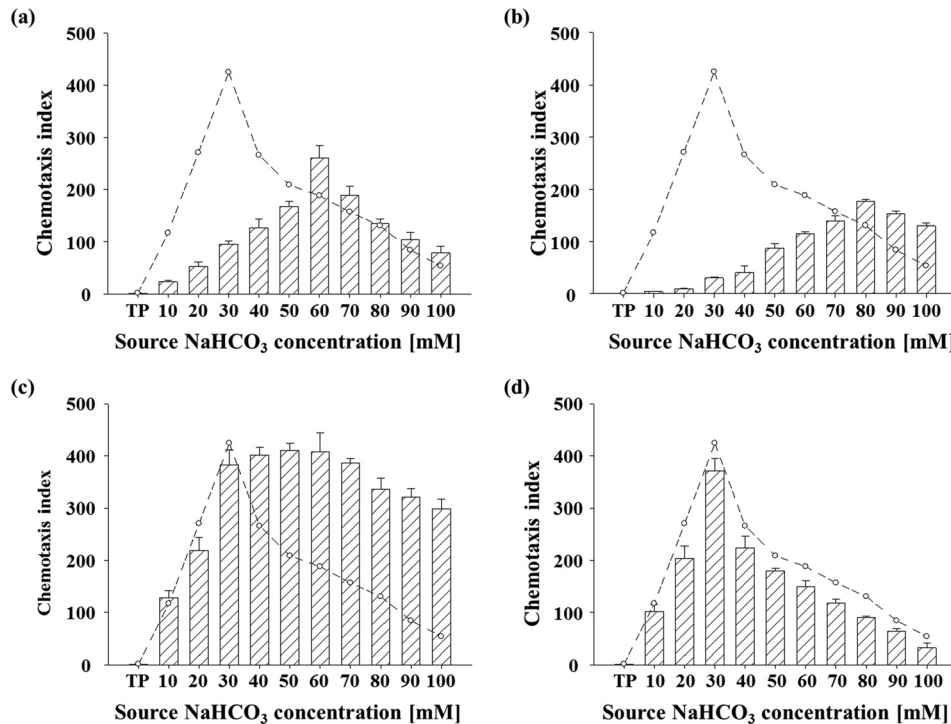 (a)
500
400
300
200
100
0
Chemotaxis index
TP 10 20 30 40 50 60 70 80 90 100
Source NaHCO₃ concentration [mM]
(b)
500
400
300
200
100
0
Chemotaxis index
TP 10 20 30 40 50 60 70 80 90 100
Source NaHCO₃ concentration [mM]
(c)
500
400
300
200
100
0
Chemotaxis index
TP 10 20 30 40 50 60 70 80 90 100
Source NaHCO₃ concentration [mM]
(d)
500
400
300
200
100
0
Chemotaxis index
TP 10 20 30 40 50 60 70 80 90 100
Source NaHCO₃ concentration [mM]